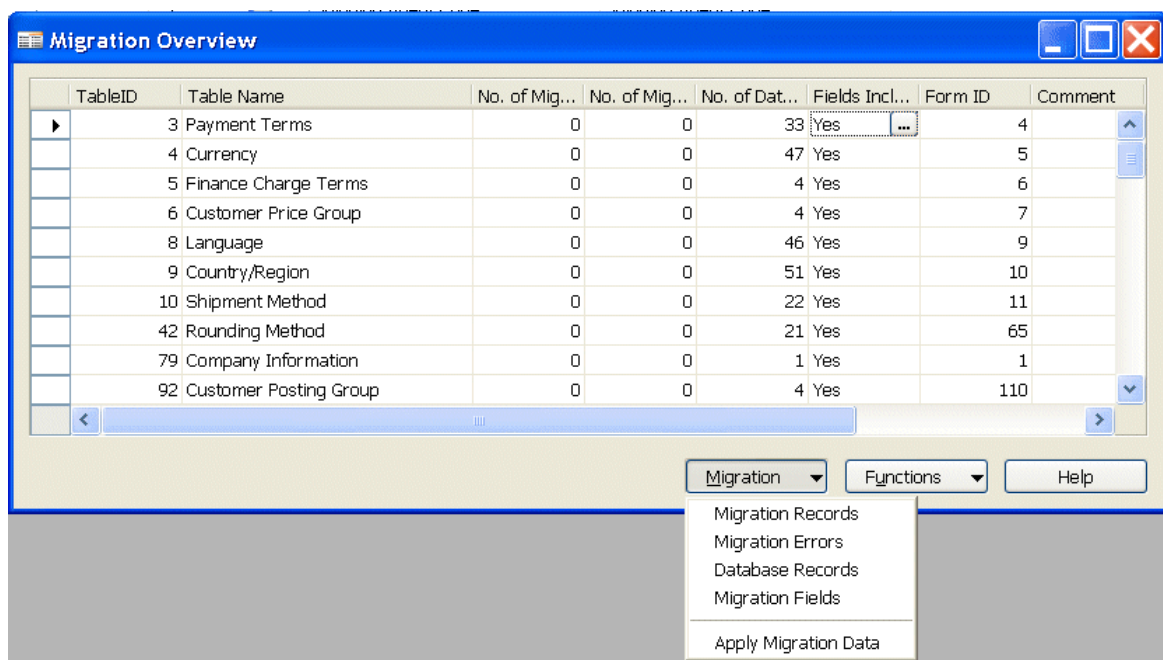 Migration Overview
TableID Table Name No. of Mig... No. of Mig... No. of Dat... Fields Incl... Form ID Comment
3 Payment Terms 0 0 33 Yes ... 4
4 Currency 0 0 47 Yes 5
5 Finance Charge Terms 0 0 4 Yes 6
6 Customer Price Group 0 0 4 Yes 7
8 Language 0 0 46 Yes 9
9 Country/Region 0 0 51 Yes 10
10 Shipment Method 0 0 22 Yes 11
42 Rounding Method 0 0 21 Yes 65
79 Company Information 0 0 1 Yes 1
92 Customer Posting Group 0 0 4 Yes 110
Migration Functions Help
Migration Records
Migration Errors
Database Records
Migration Fields
Apply Migration Data